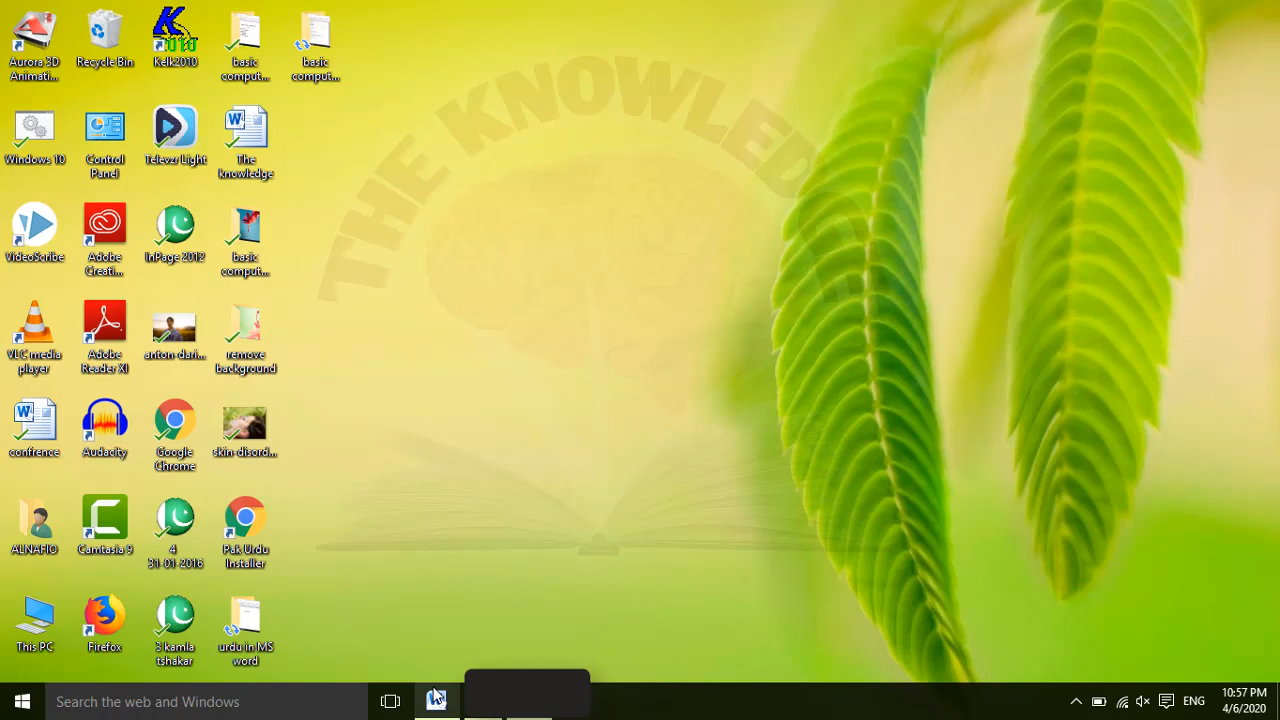 THE KNOWLEDGE
Aurora 3D
Animati...
Recycle Bin
Kelk2010
basic
comput...
basic
comput...
Windows 10
Control
Panel
Televzr Light
The
knowledge
VideoScribe
Adobe
Creati...
InPage 2012
basic
comput...
VLC media
player
Adobe
Reader XI
anton-dari...
remove
background
confrence
Audacity
Google
Chrome
skin-disord...
ALNAFIO
Camtasia 9
4
31-01-2016
Pak Urdu
Installer
This PC
Firefox
3 kamla
tshakar
urdu in MS
word
Search the web and Windows
ENG
10:57 PM
4/6/2020